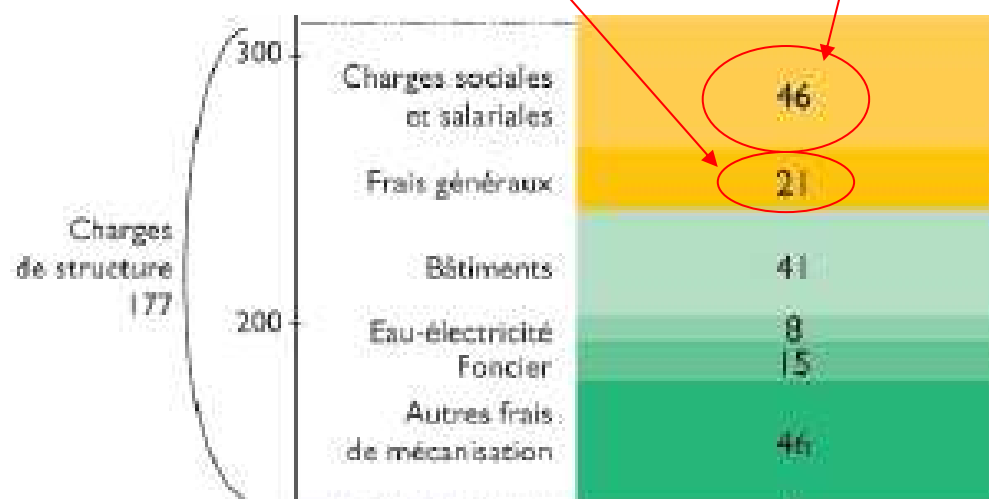 300
Charges sociales
et salariales
46
Frais généraux
21
Charges
de structure
177
Bâtiments
41
200
Eau-électricité
8
Foncier
15
Autres frais
de mécanisation
46